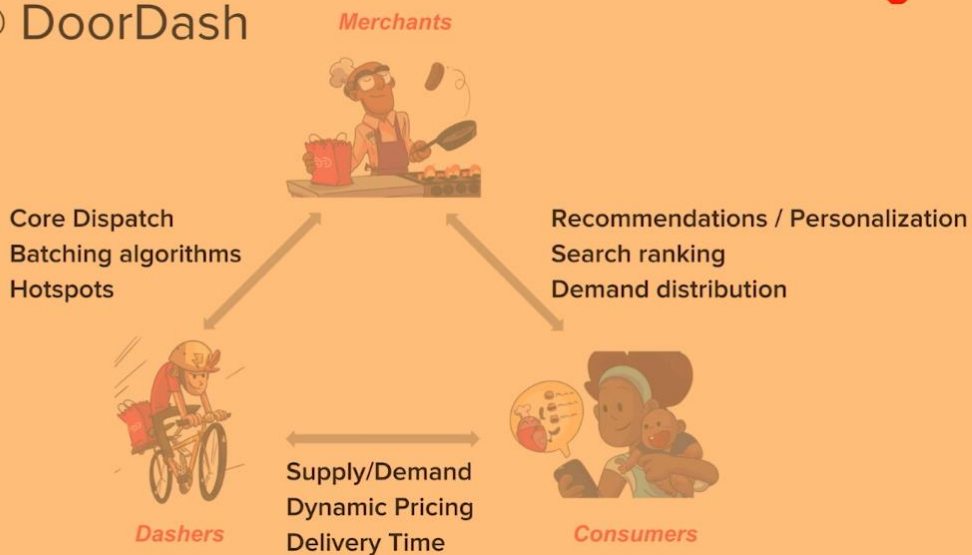 DoorDash
Merchants
Core Dispatch
Batching algorithms
Hotspots
Recommendations / Personalization
Search ranking
Demand distribution
Supply/Demand
Dynamic Pricing
Delivery Time
Dashers
Consumers